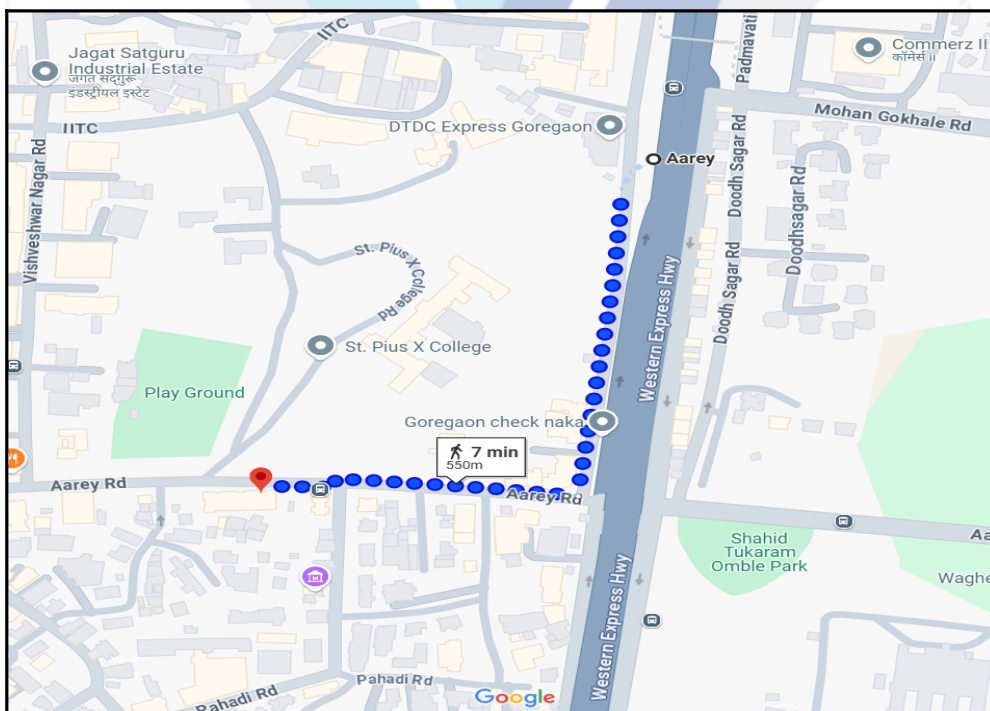 IITC
Jagat Satguru
Industrial Estate
जगत सद्गुरू
इंडस्ट्रीयल इस्टेट
IITC
Vishveshwar Nagar Rd
DTDC Express Goregaon
Padmavati
Commerz II
कॉमर्स ii
Mohan Gokhale Rd
Aarey
Doodh Sagar Rd
Doodhsagar Rd
St. Pius X College Rd
St. Pius X College
Western Express Hwy
Doodh Sagar Rd
Play Ground
Goregaon check naka
7 min
550m
Aarey Rd
Aarey Rd
Shahid
Tukaram
Omble Park
Aa
Waghe
Western Express Hwy
Pahadi Rd
Pahadi Rd
Google